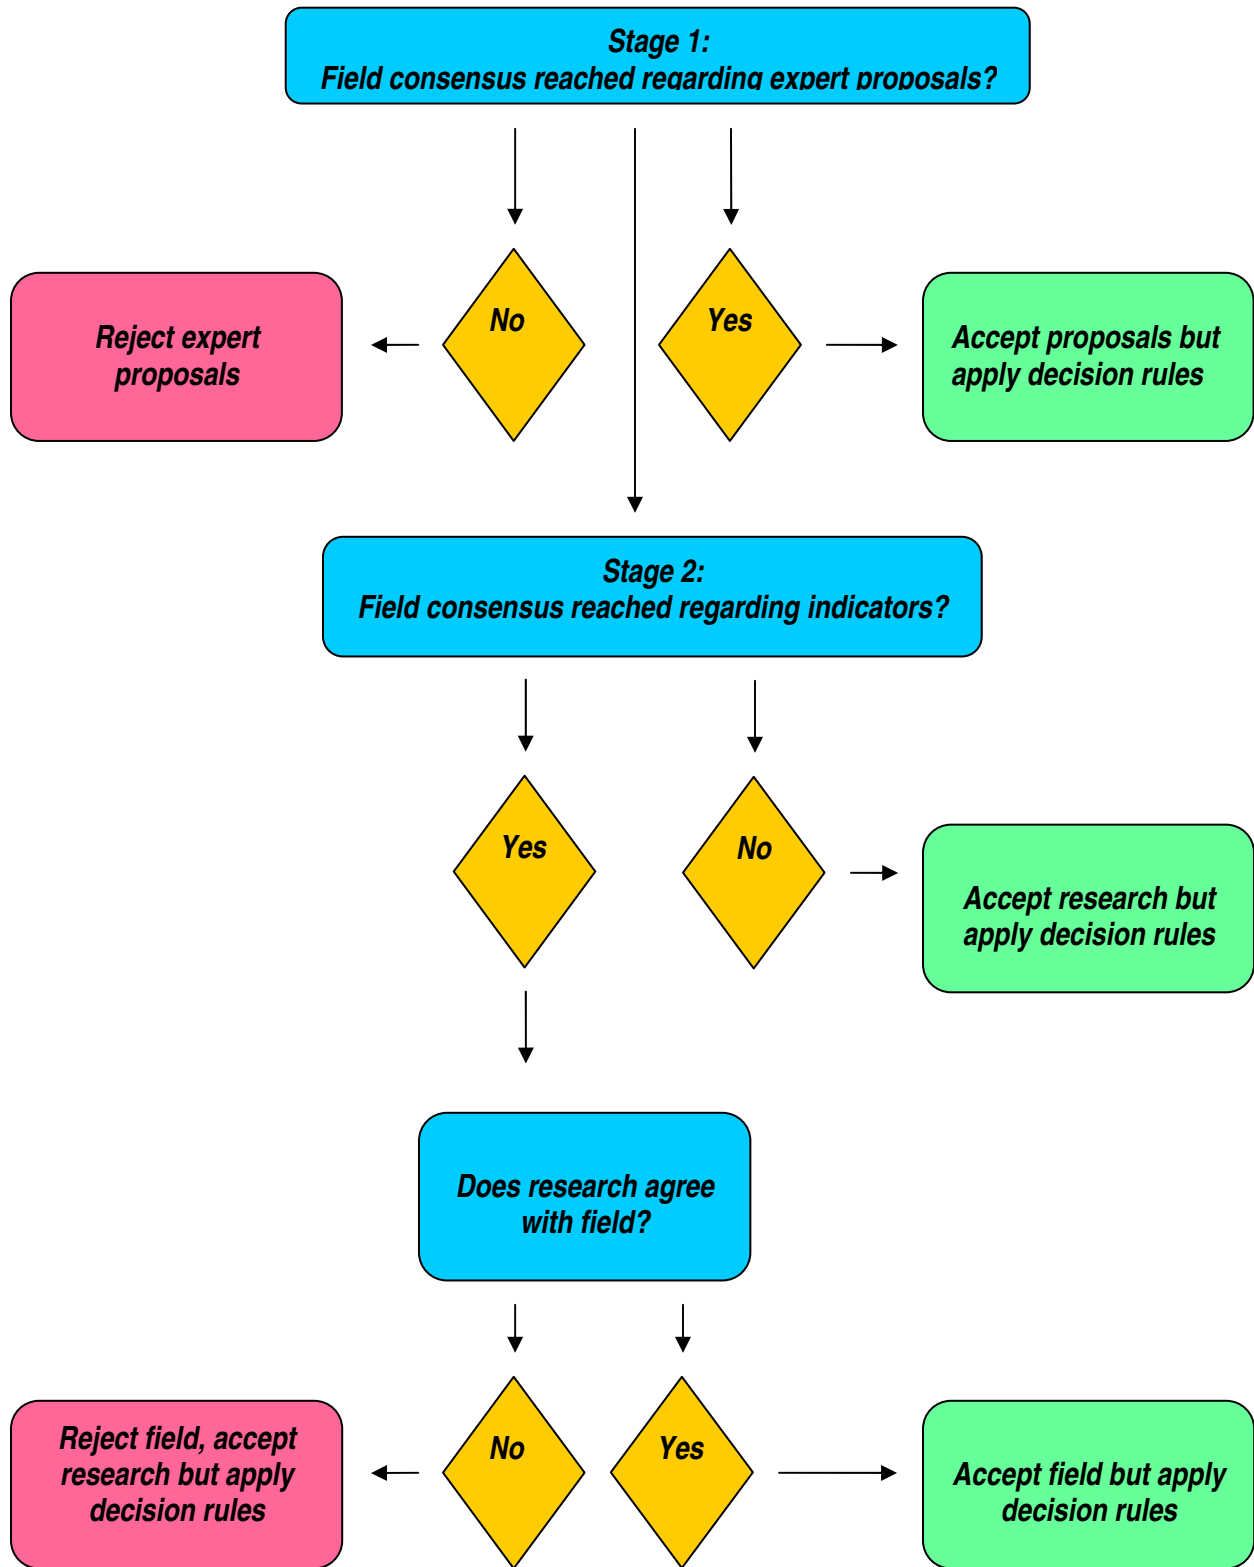 Stage 1:
Field consensus reached regarding expert proposals?
No
Yes
Reject expert
proposals
Accept proposals but
apply decision rules
Stage 2:
Field consensus reached regarding indicators?
Yes
No
Accept research but
apply decision rules
Does research agree
with field?
No
Yes
Reject field, accept
research but apply
decision rules
Accept field but apply
decision rules